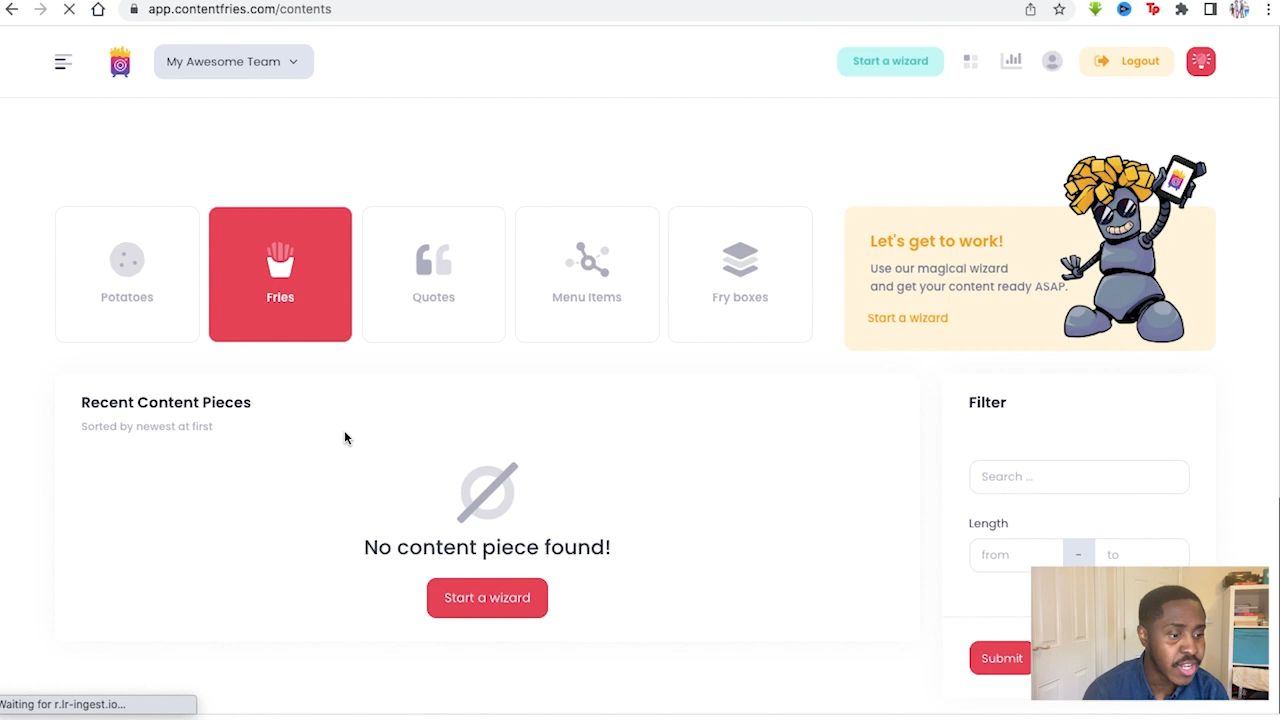 app.contentfries.com/contents
Tp
My Awesome Team
Start a wizard
Logout
Potatoes
Fries
Quotes
Menu Items
Fry boxes
Let's get to work!
Use our magical wizard
and get your content ready ASAP.
Start a wizard
Recent Content Pieces
Sorted by newest at first
No content piece found!
Start a wizard
Filter
Search ...
Length
from
-
to
Submit
Waiting for r.lr-ingest.io...